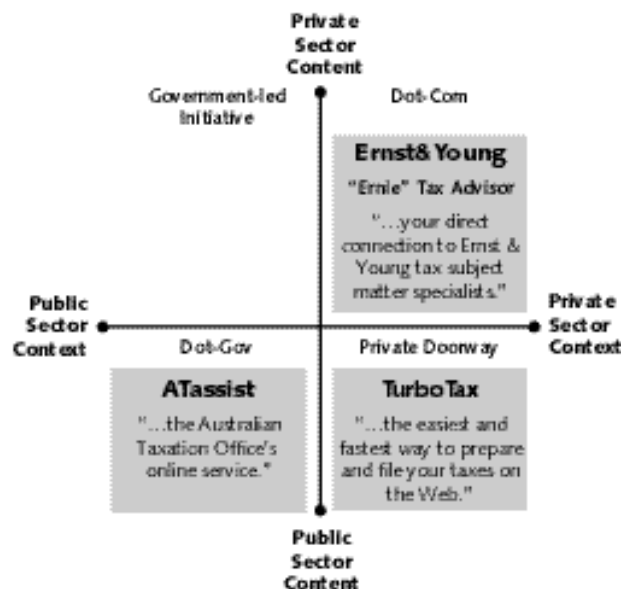 Private
Sector
Content
Government-led
Initiative
Dot-Com
Ernst & Young
"Ernie" Tax Advisor
"...your direct
connection to Ernst &
Young tax subject
matter specialists."
Public
Sector
Context
Private
Sector
Context
Dot-Gov
Private Doorway
ATassist
"...the Australian
Taxation Office's
online service."
TurboTax
"...the easiest and
fastest way to prepare
and file your taxes on
the Web."
Public
Sector
Content